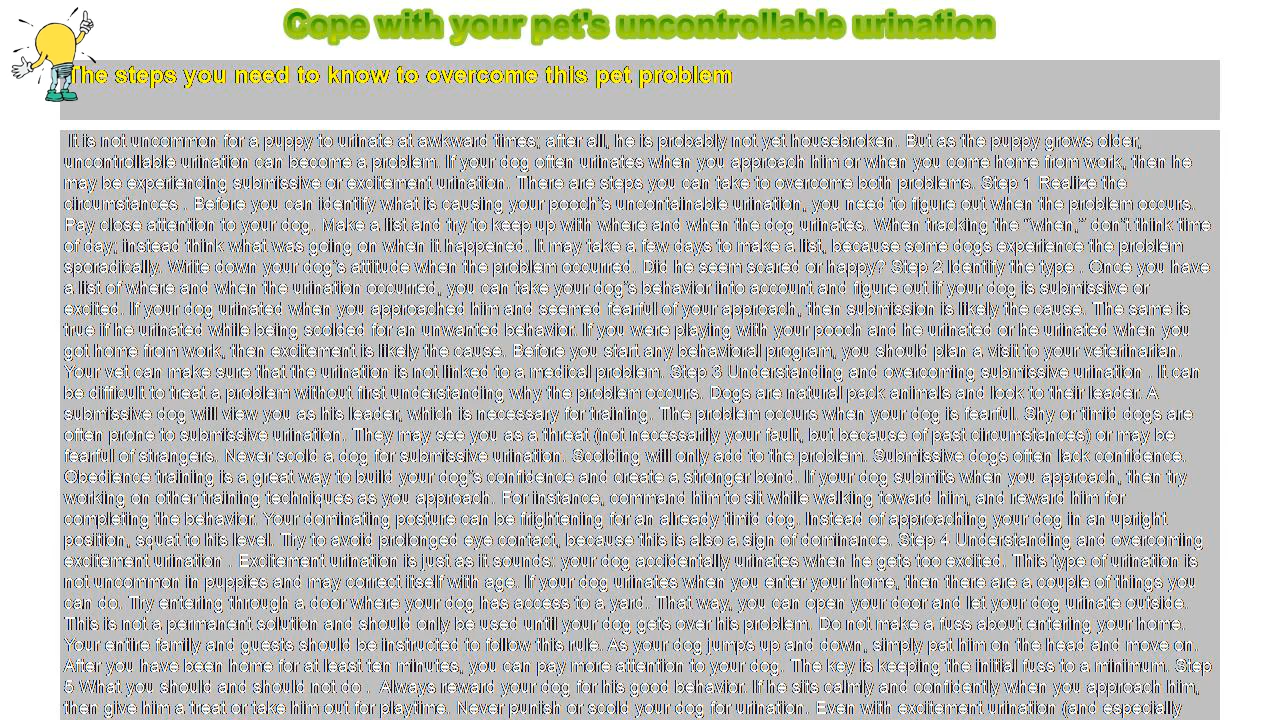 Cope with your pet's uncontrollable urination
The steps you need to know to overcome this pet problem
It is not uncommon for a puppy to urinate at awkward times; after all, he is probably not yet housebroken. But as the puppy grows older,
uncontrollable urination can become a problem. If your dog often urinates when you approach him or when you come home from work, then he
may be experiencing submissive or excitement urination. There are steps you can take to overcome both problems. Step 1 Realize the
circumstances . Before you can identify what is causing your pooch's uncontainable urination, you need to figure out when the problem occurs.
Pay close attention to your dog. Make a list and try to keep up with where and when the dog urinates. When tracking the "when," don't think time
of day; instead think what was going on when it happened. It may take a few days to make a list, because some dogs experience the problem
sporadically. Write down your dog's attitude when the problem occurred. Did he seem scared or happy? Step 2 Identify the type . Once you have
a list of where and when the urination occurred, you can take your dog's behavior into account and figure out if your dog is submissive or
excited. If your dog urinated when you approached him and seemed fearful of your approach, then submission is likely the cause. The same is
true if he urinated while being scolded for an unwanted behavior. If you were playing with your pooch and he urinated or he urinated when you
got home from work, then excitement is likely the cause. Before you start any behavioral program, you should plan a visit to your veterinarian.
Your vet can make sure that the urination is not linked to a medical problem. Step 3 Understanding and overcoming submissive urination . It can
be difficult to treat a problem without first understanding why the problem occurs. Dogs are natural pack animals and look to their leader. A
submissive dog will view you as his leader, which is necessary for training. The problem occurs when your dog is fearful. Shy or timid dogs are
often prone to submissive urination. They may see you as a threat (not necessarily your fault, but because of past circumstances) or may be
fearful of strangers. Never scold a dog for submissive urination. Scolding will only add to the problem. Submissive dogs often lack confidence.
Obedience training is a great way to build your dog's confidence and create a stronger bond. If your dog submits when you approach, then try
working on other training techniques as you approach. For instance, command him to sit while walking toward him, and reward him for
completing the behavior. Your dominating posture can be frightening for an already timid dog. Instead of approaching your dog in an upright
position, squat to his level. Try to avoid prolonged eye contact, because this is also a sign of dominance. Step 4 Understanding and overcoming
excitement urination . Excitement urination is just as it sounds: your dog accidentally urinates when he gets too excited. This type of urination is
not uncommon in puppies and may correct itself with age. If your dog urinates when you enter your home, then there are a couple of things you
can do. Try entering through a door where your dog has access to a yard. That way, you can open your door and let your dog urinate outside.
This is not a permanent solution and should only be used until your dog gets over his problem. Do not make a fuss about entering your home.
Your entire family and guests should be instructed to follow this rule. As your dog jumps up and down, simply pat him on the head and move on.
After you have been home for at least ten minutes, you can pay more attention to your dog. The key is keeping the initial fuss to a minimum. Step
5 What you should and should not do . Always reward your dog for his good behavior. If he sits calmly and confidently when you approach him,
then give him a treat or take him out for playtime. Never punish or scold your dog for urination. Even with excitement urination (and especially